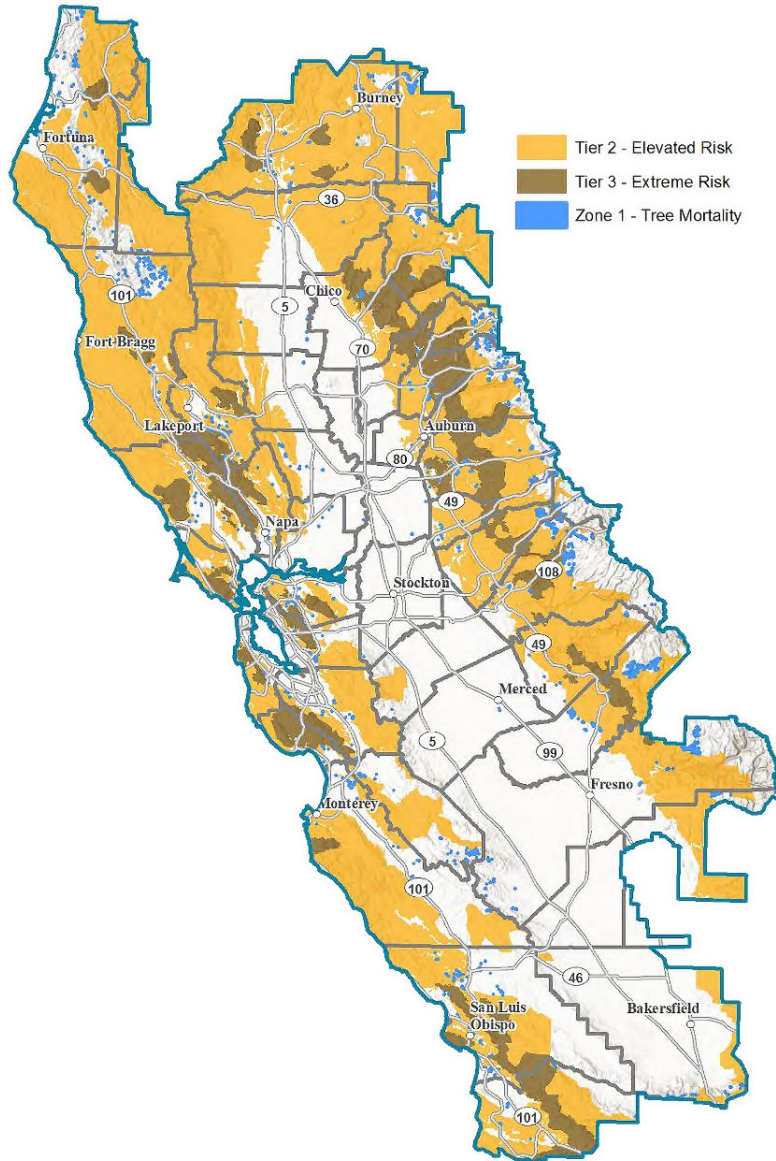 Burney
Fortuna
Tier 2 - Elevated Risk
Tier 3 - Extreme Risk
36
Zone 1 - Tree Mortality
101
5
Chico
Fort Bragg
70
Lakeport
Auburn
80
49
Napa
Stockton
108
49
Merced
5
99
Fresno
Monterey
101
46
San Luis
Obispo
Bakersfield
101